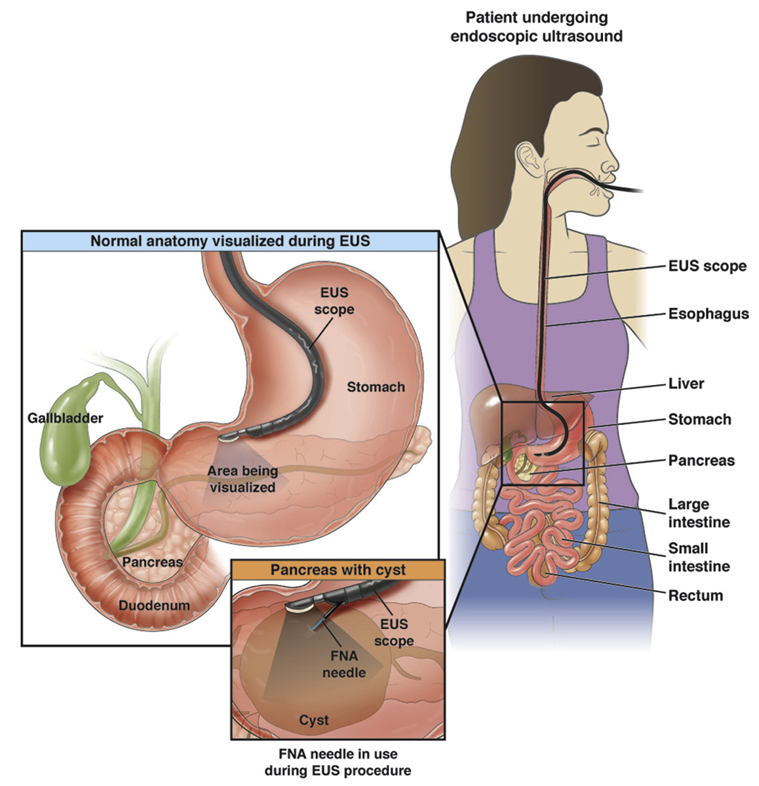 Patient undergoing
endoscopic ultrasound
Normal anatomy visualized during EUS
EUS
scope
Stomach
Gallbladder
Area being
visualized
Pancreas
Duodenum
Pancreas with cyst
EUS
scope
FNA
needle
Cyst
FNA needle in use
during EUS procedure
EUS scope
Esophagus
Liver
Stomach
Pancreas
Large
intestine
Small
intestine
Rectum